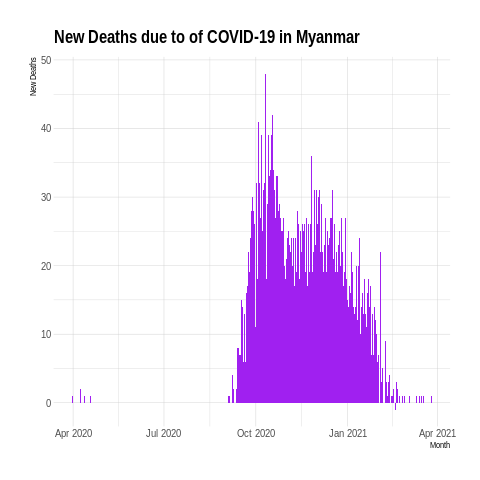 New Deaths due to of COVID-19 in Myanmar
New Deaths
50
40
30
20
10
0
Apr 2020
Jul 2020
Oct 2020
Jan 2021
Apr 2021
Month